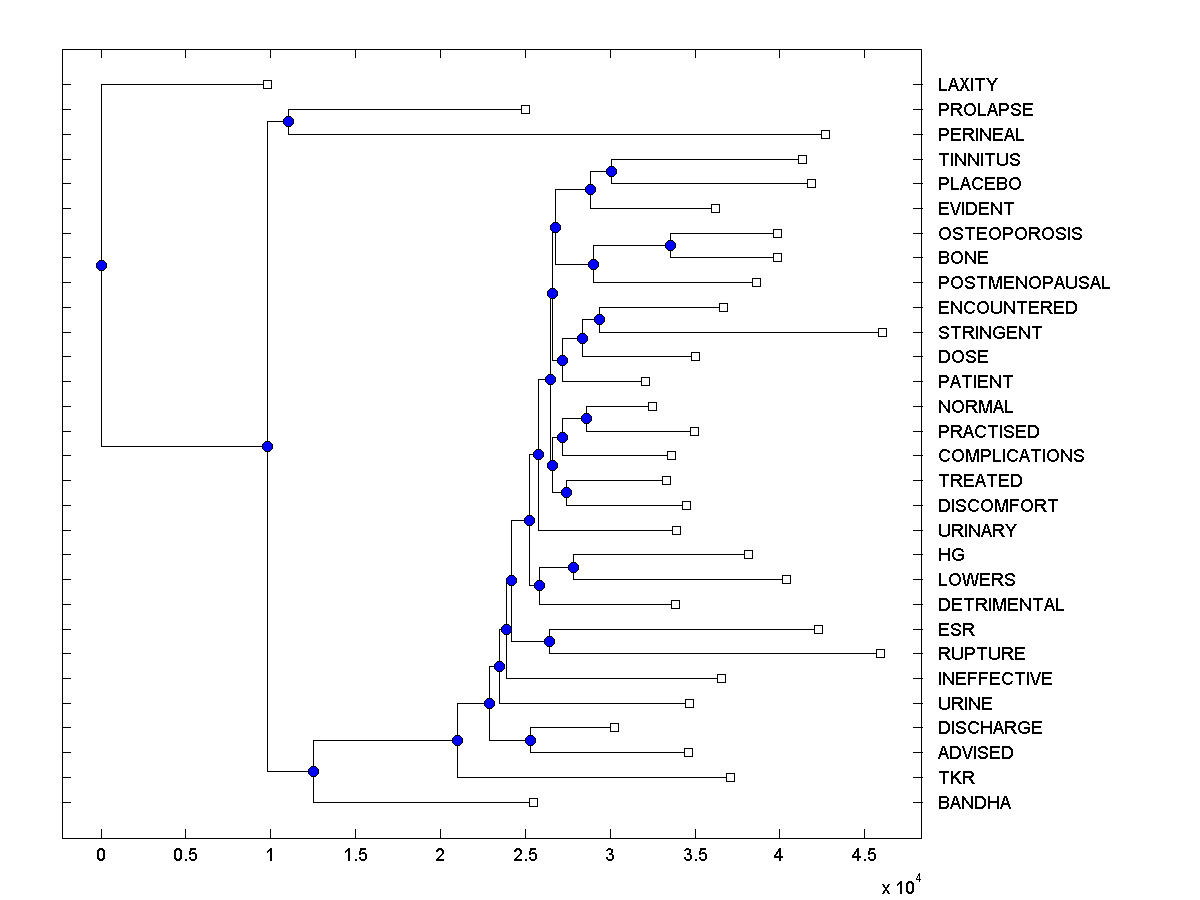 LAXITY
PROLAPSE
PERINEAL
TINNITUS
PLACEBO
EVIDENT
OSTEOPOROSIS
BONE
POSTMENOPAUSAL
ENCOUNTERED
STRINGENT
DOSE
PATIENT
NORMAL
PRACTISED
COMPLICATIONS
TREATED
DISCOMFORT
URINARY
HG
LOWERS
DETRIMENTAL
ESR
RUPTURE
INEFFECTIVE
URINE
DISCHARGE
ADVISED
TKR
BANDHA
0 0.5 1 1.5 2 2.5 3 3.5 4 4.5
x 10^4